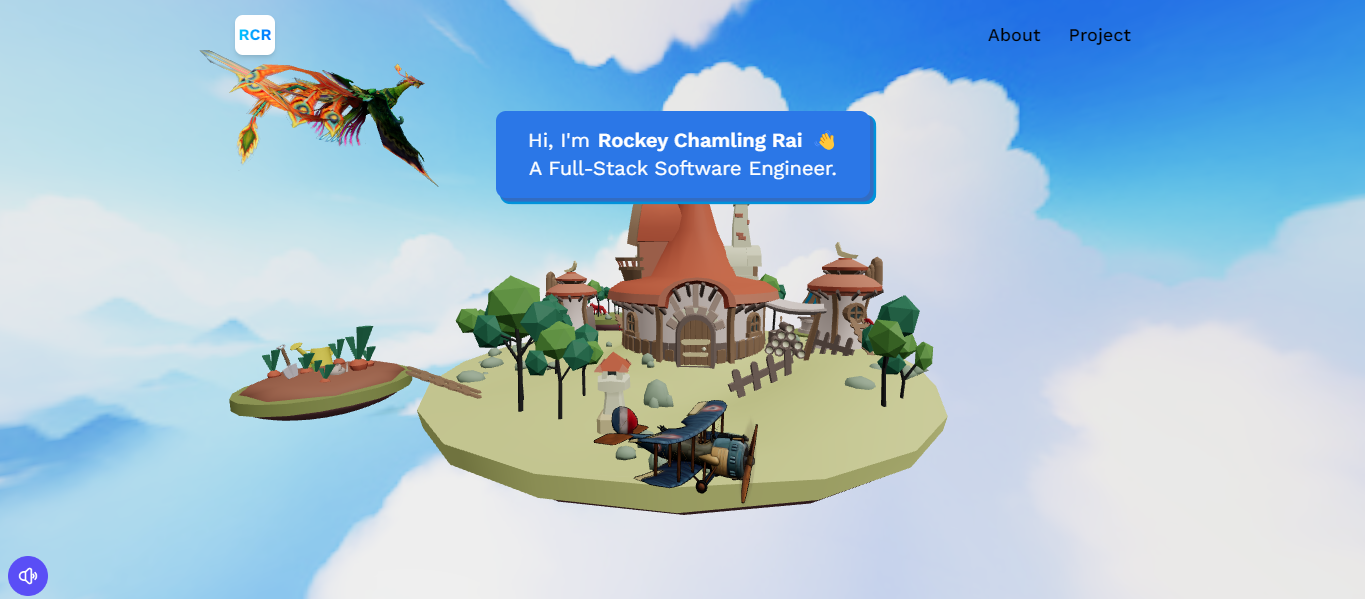 RCR
About
Project
Hi, I'm Rockey Chamling Rai 👋
A Full-Stack Software Engineer.